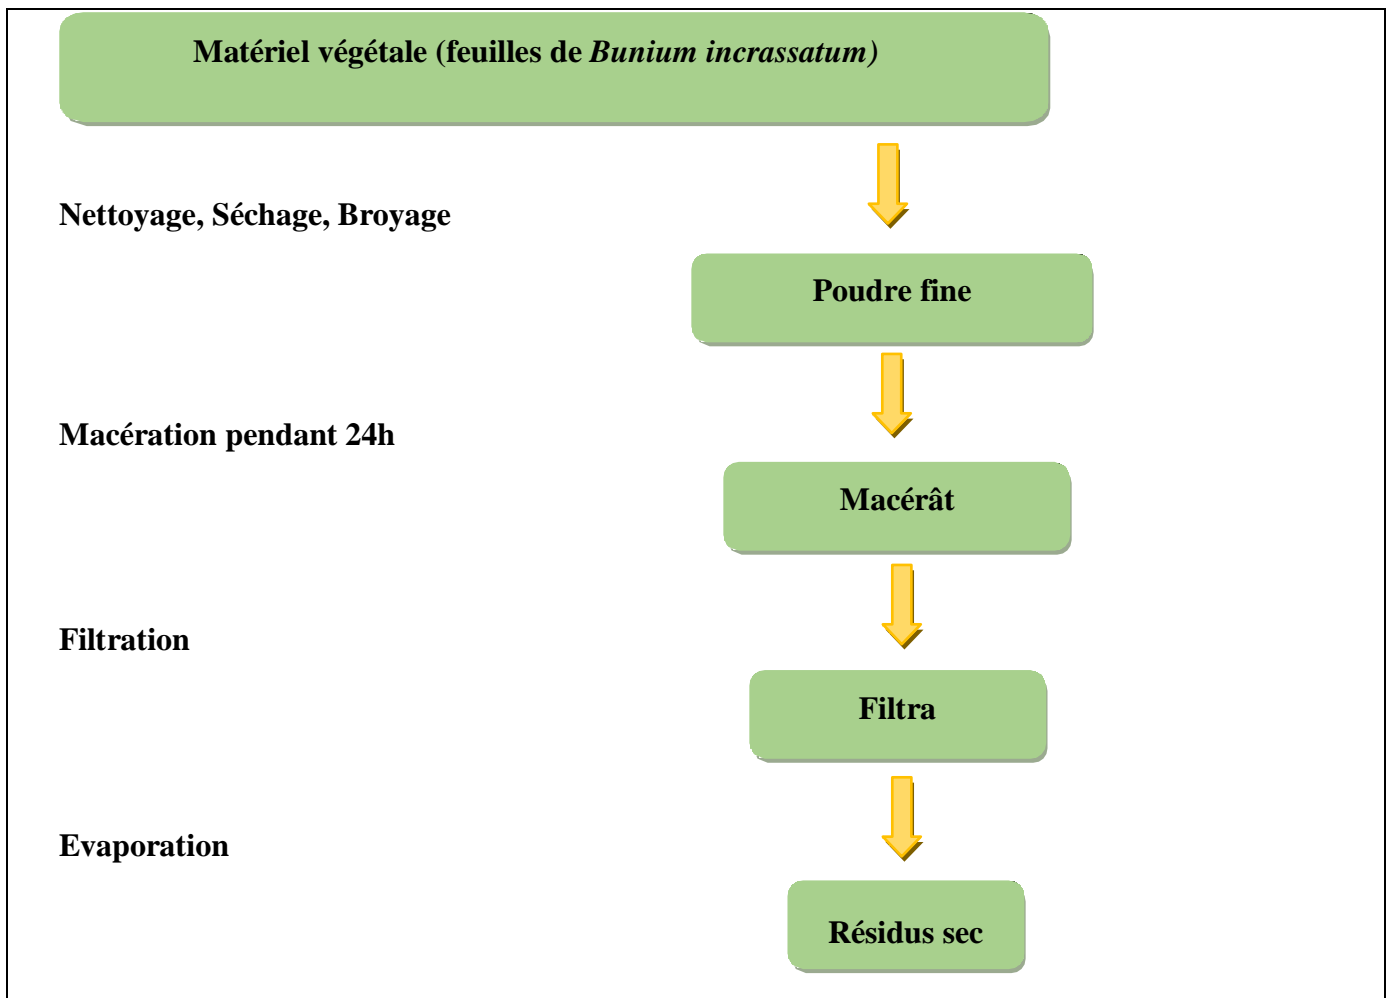 Matériel végétale (feuilles de Bunium incrassatum)
Nettoyage, Séchage, Broyage
Poudre fine
Macération pendant 24h
Macérât
Filtration
Filtra
Evaporation
Résidus sec